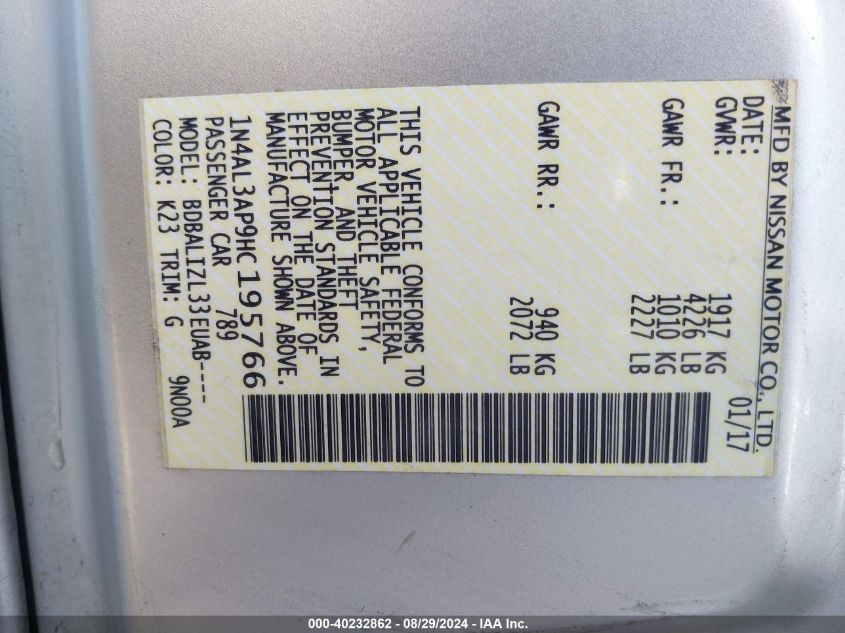 MFD BY NISSAN MOTOR CO., LTD.
DATE: 01/17
GVWR: 1917 KG
4226 LB
GAWR FR.: 1010 KG
2227 LB
GAWR RR.: 940 KG
2072 LB
THIS VEHICLE CONFORMS TO
ALL APPLICABLE FEDERAL
MOTOR VEHICLE SAFETY,
BUMPER, AND THEFT
PREVENTION STANDARDS IN
EFFECT ON THE DATE OF
MANUFACTURE SHOWN ABOVE.
1N4AL3AP9HC195766
PASSENGER CAR 789
MODEL: BDBALIZL33EUAB----
COLOR: K23 TRIM: G 9N00A
000-40232862 - 08/29/2024 - IAA Inc.